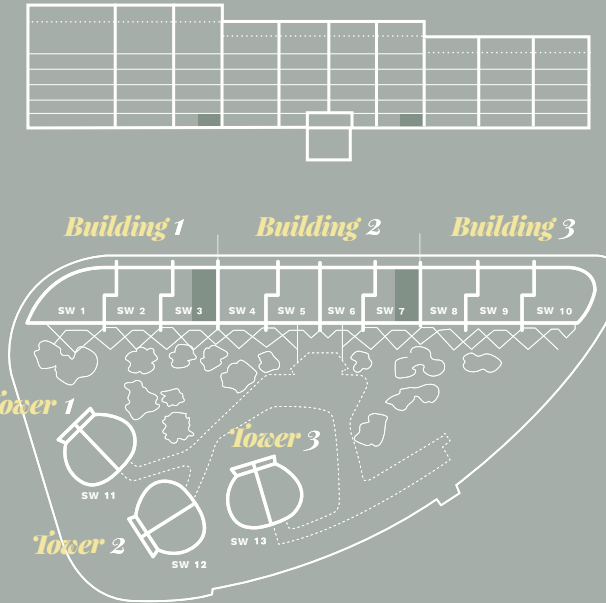 Building 1 Building 2 Building 3
SW 1 SW 2 SW 3 SW 4 SW 5 SW 6 SW 7 SW 8 SW 9 SW 10
Tower 1
Tower 3
SW 11
SW 13
Tower 2
SW 12